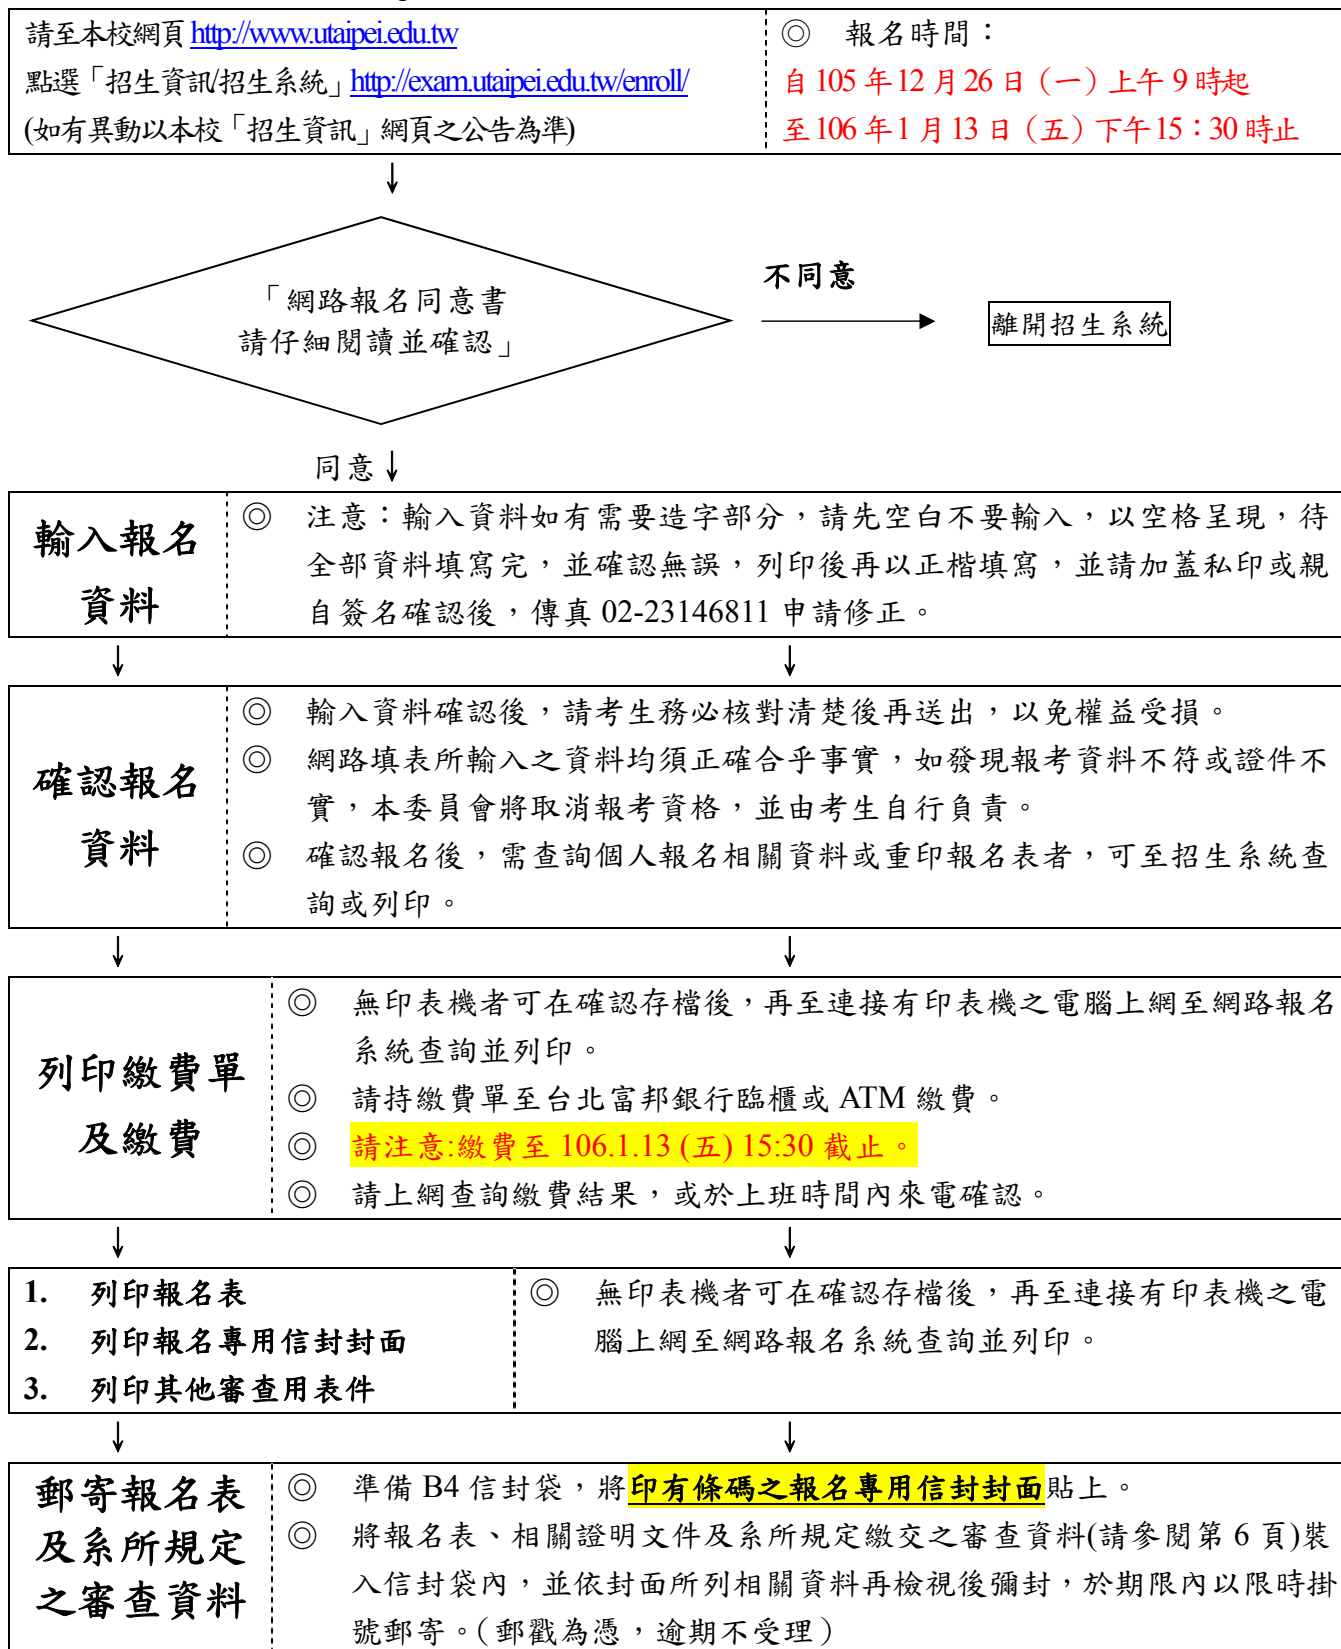 請至本校網頁 http://www.utaipei.edu.tw
點選「招生資訊/招生系統」http://exam.utaipei.edu.tw/enroll/
(如有異動以本校「招生資訊」網頁之公告為準)
◎ 報名時間：
自 105 年 12 月 26 日（一）上午 9 時起
至 106 年 1 月 13 日（五）下午 15：30 時止
「網路報名同意書
請仔細閱讀並確認」
不同意
離開招生系統
同意
輸入報名
資料
◎ 注意：輸入資料如有需要造字部分，請先空白不要輸入，以空格呈現，待
全部資料填寫完，並確認無誤，列印後再以正楷填寫，並請加蓋私印或親
自簽名確認後，傳真 02-23146811 申請修正。
確認報名
資料
◎ 輸入資料確認後，請考生務必核對清楚後再送出，以免權益受損。
◎ 網路填表所輸入之資料均須正確合乎事實，如發現報考資料不符或證件不
實，本委員會將取消報考資格，並由考生自行負責。
◎ 確認報名後，需查詢個人報名相關資料或重印報名表者，可至招生系統查
詢或列印。
列印繳費單
及繳費
◎ 無印表機者可在確認存檔後，再至連接有印表機之電腦上網至網路報名
系統查詢並列印。
◎ 請持繳費單至台北富邦銀行臨櫃或 ATM 繳費。
◎ 請注意:繳費至 106.1.13 (五) 15:30 截止。
◎ 請上網查詢繳費結果，或於上班時間內來電確認。
1. 列印報名表
2. 列印報名專用信封封面
3. 列印其他審查用表件
◎ 無印表機者可在確認存檔後，再至連接有印表機之電
腦上網至網路報名系統查詢並列印。
郵寄報名表
及系所規定
之審查資料
◎ 準備 B4 信封袋，將印有條碼之報名專用信封封面貼上。
◎ 將報名表、相關證明文件及系所規定繳交之審查資料(請參閱第 6 頁)裝
入信封袋內，並依封面所列相關資料再檢視後彌封，於期限內以限時掛
號郵寄。(郵戳為憑，逾期不受理)